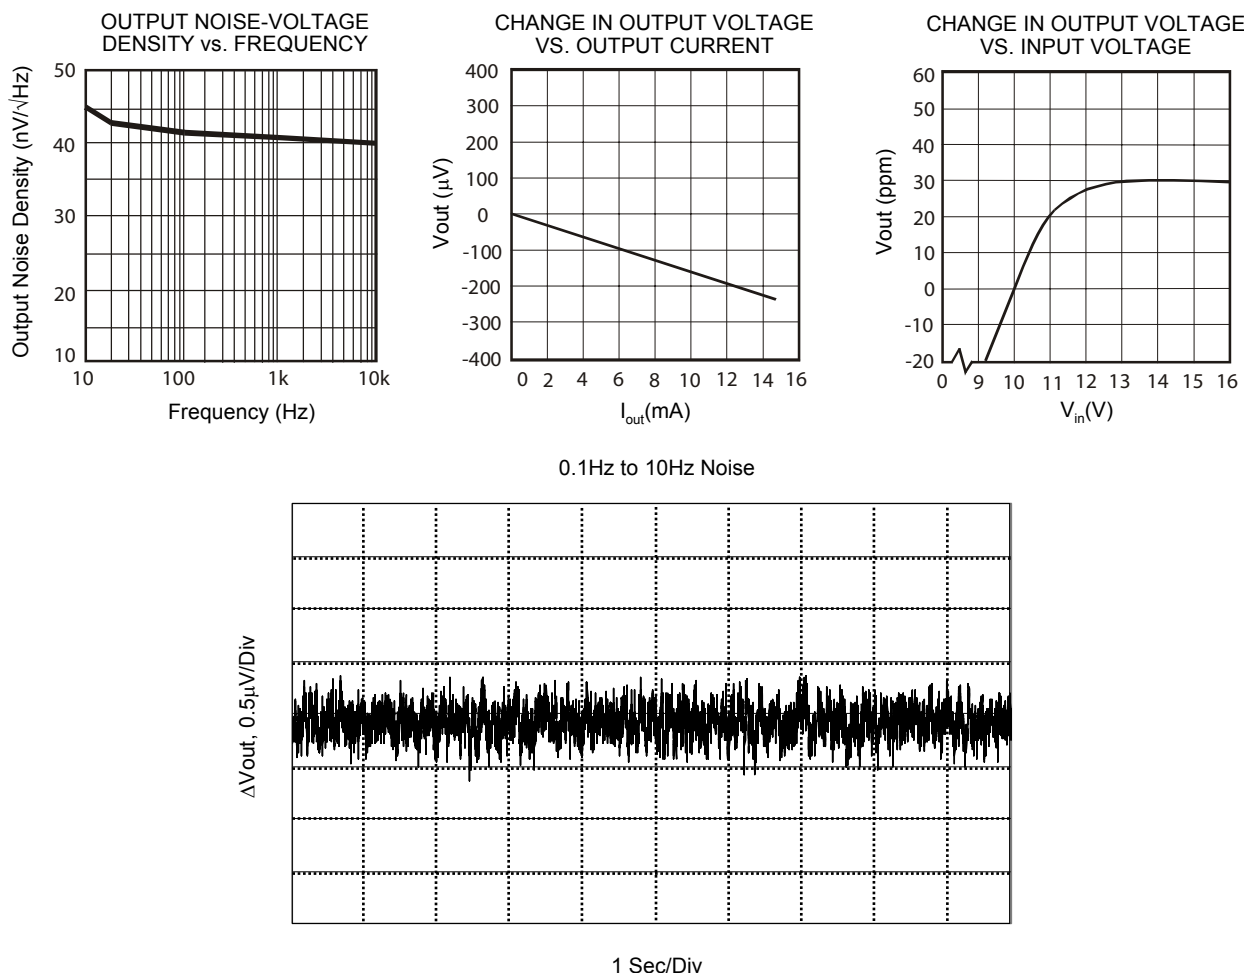 OUTPUT NOISE-VOLTAGE
DENSITY vs. FREQUENCY
Output Noise Density (nV/√Hz)
50
40
30
20
10
10 100 1k 10k
Frequency (Hz)
CHANGE IN OUTPUT VOLTAGE
VS. OUTPUT CURRENT
Vout (μV)
400
300
200
100
0
-100
-200
-300
-400
0 2 4 6 8 10 12 14 16
Iout(mA)
CHANGE IN OUTPUT VOLTAGE
VS. INPUT VOLTAGE
Vout (ppm)
60
50
40
30
20
10
0
-10
-20
0 9 10 11 12 13 14 15 16
Vin(V)
0.1Hz to 10Hz Noise
ΔVout, 0.5μV/Div
1 Sec/Div